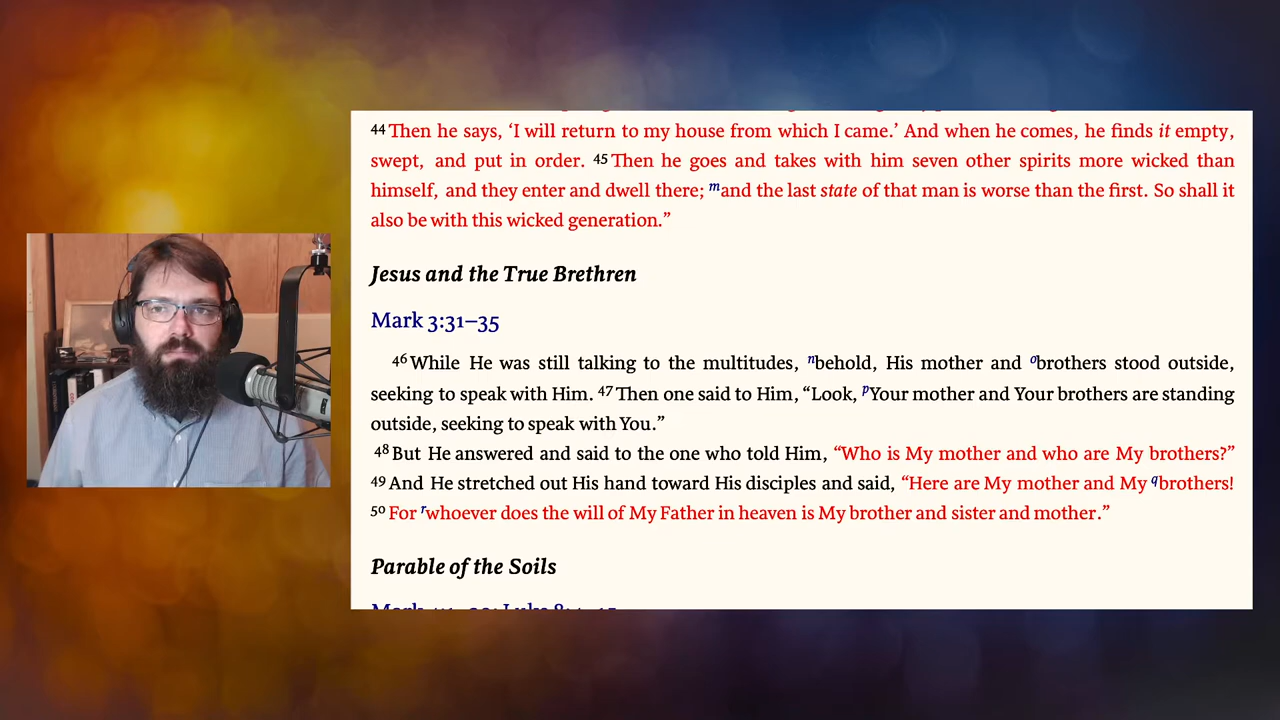 44 Then he says, ‘I will return to my house from which I came.’ And when he comes, he finds it empty,
swept, and put in order. 45 Then he goes and takes with him seven other spirits more wicked than
himself, and they enter and dwell there; m and the last state of that man is worse than the first. So shall it
also be with this wicked generation.”
Jesus and the True Brethren
Mark 3:31–35
46 While He was still talking to the multitudes, n behold, His mother and o brothers stood outside,
seeking to speak with Him. 47 Then one said to Him, “Look, p Your mother and Your brothers are standing
outside, seeking to speak with You.”
48 But He answered and said to the one who told Him, “Who is My mother and who are My brothers?”
49 And He stretched out His hand toward His disciples and said, “Here are My mother and My q brothers!
50 For r whoever does the will of My Father in heaven is My brother and sister and mother.”
Parable of the Soils